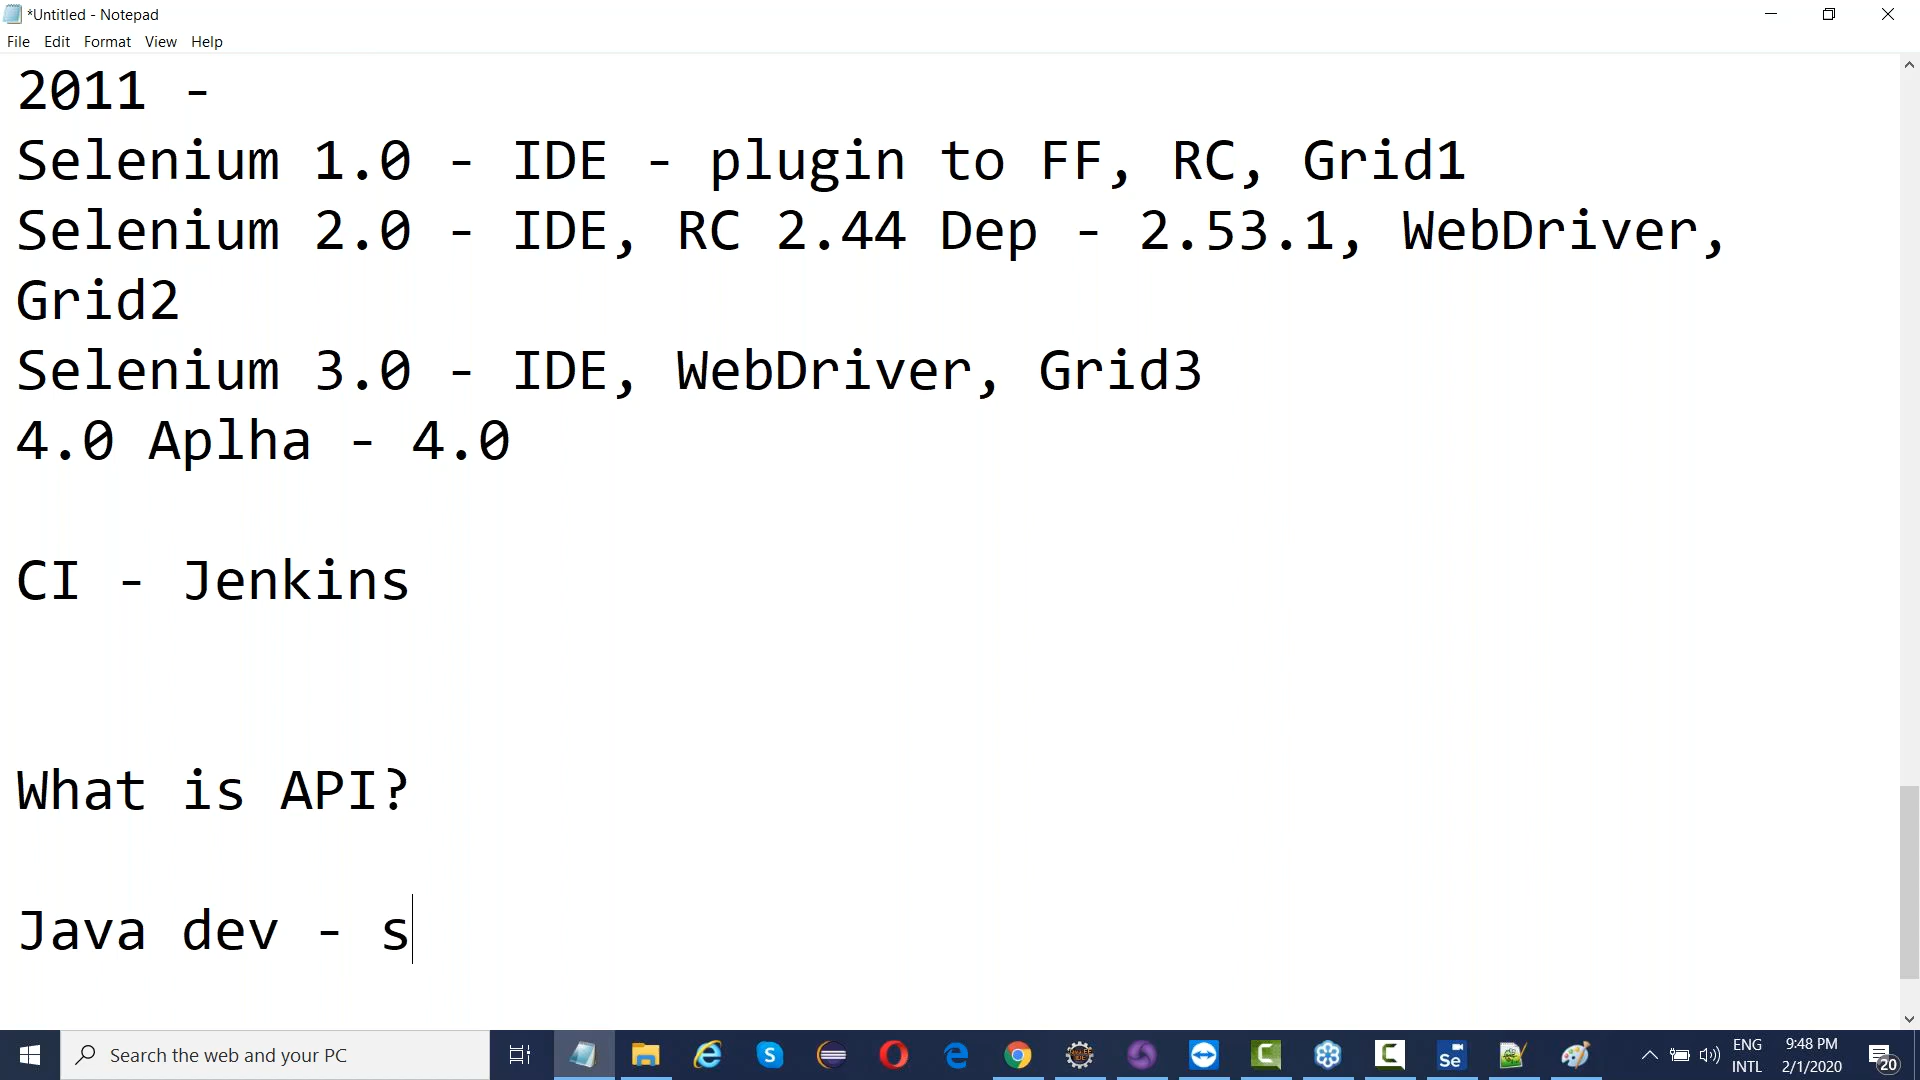 *Untitled - Notepad
File Edit Format View Help
2011 -
Selenium 1.0 - IDE - plugin to FF, RC, Grid1
Selenium 2.0 - IDE, RC 2.44 Dep - 2.53.1, WebDriver,
Grid2
Selenium 3.0 - IDE, WebDriver, Grid3
4.0 Aplha - 4.0
CI - Jenkins
What is API?
Java dev - s
Search the web and your PC
Se
ENG
INTL
9:48 PM
2/1/2020
20